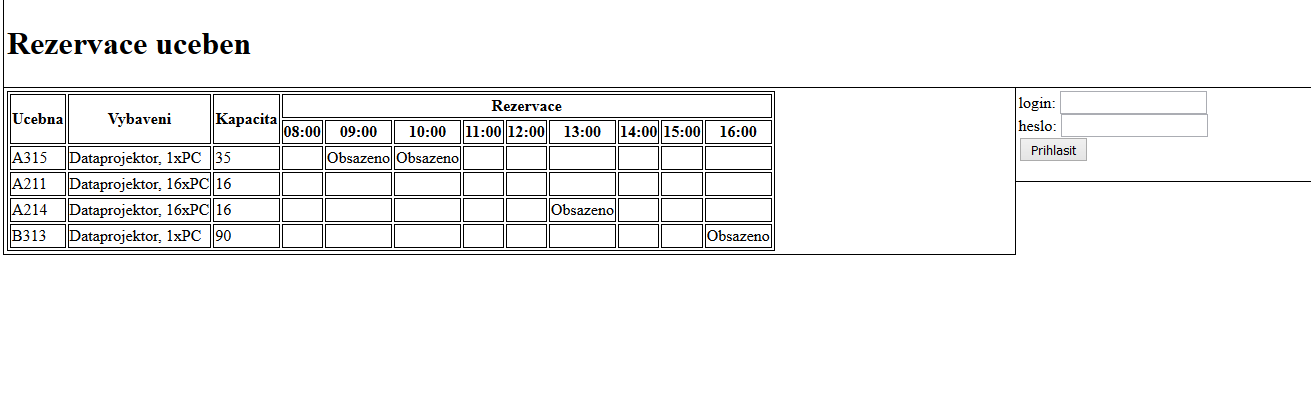 Rezervace uceben
Ucebna Vybaveni Kapacita Rezervace
08:00 09:00 10:00 11:00 12:00 13:00 14:00 15:00 16:00
A315 Dataprojektor, 1xPC 35 Obsazeno Obsazeno
A211 Dataprojektor, 16xPC 16
A214 Dataprojektor, 16xPC 16 Obsazeno
B313 Dataprojektor, 1xPC 90 Obsazeno
login:
heslo:
Prihlasit